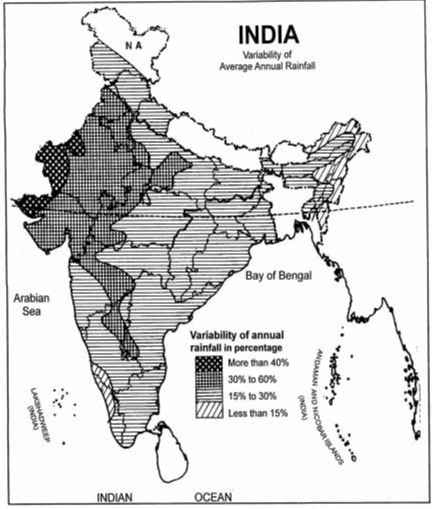 INDIA
Variability of
Average Annual Rainfall
N A
Bay of Bengal
Arabian
Sea
Variability of annual
rainfall in percentage
More than 40%
30% to 60%
15% to 30%
Less than 15%
LAKSHADWEEP
(INDIA)
ANDAMAN AND NICOBAR ISLANDS
(INDIA)
INDIAN OCEAN